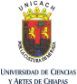 UNICACH
UNIVERSIDAD DE CIENCIAS
Y ARTES DE CHIAPAS